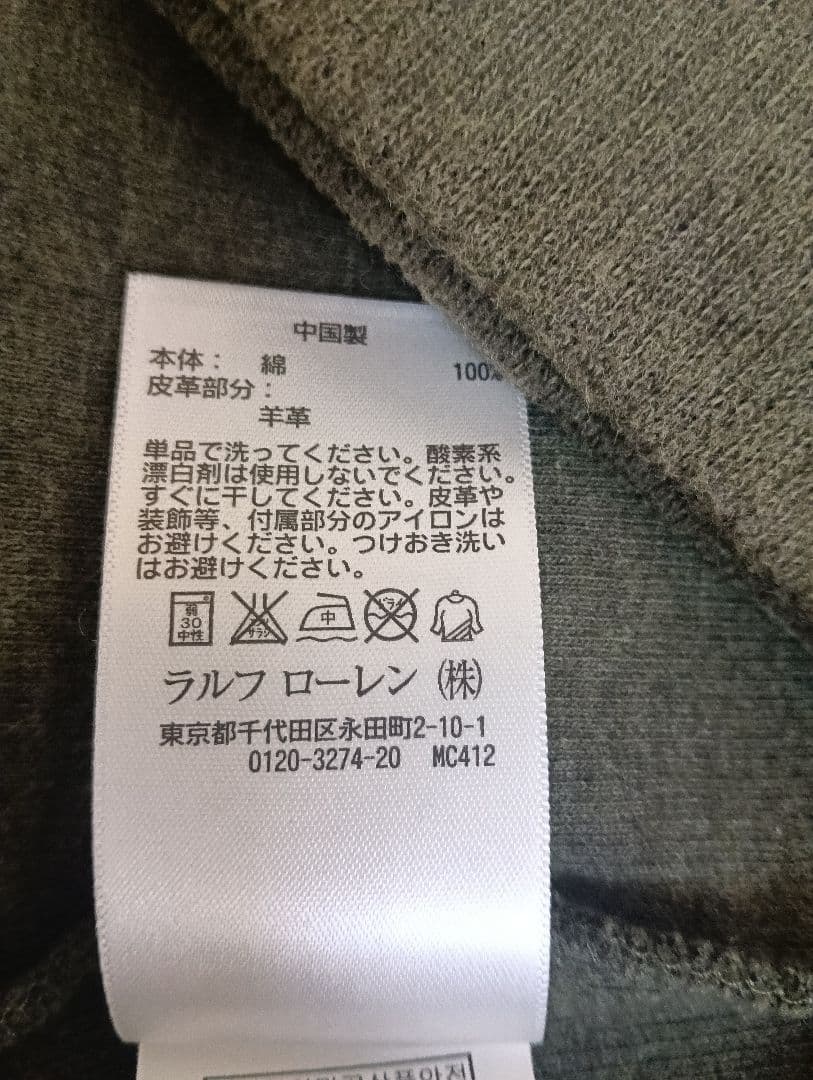 中国製
本体： 綿 100%
皮革部分：
羊革
単品で洗ってください。酸素系
漂白剤は使用しないでください。
すぐに干してください。皮革や
装飾等、付属部分のアイロンは
お避けください。つけおき洗い
はお避けください。
弱 30 中性 サラシ 中 ドライ
ラルフ ローレン ㈱
東京都千代田区永田町2-10-1
0120-3274-20 MC412